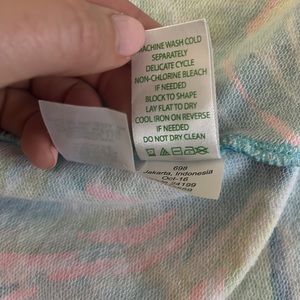 MACHINE WASH COLD
SEPARATELY
DELICATE CYCLE
NON-CHLORINE BLEACH
IF NEEDED
BLOCK TO SHAPE
LAY FLAT TO DRY
COOL IRON ON REVERSE
IF NEEDED
DO NOT DRY CLEAN
698
Jakarta, Indonesia
Oct-16
24199